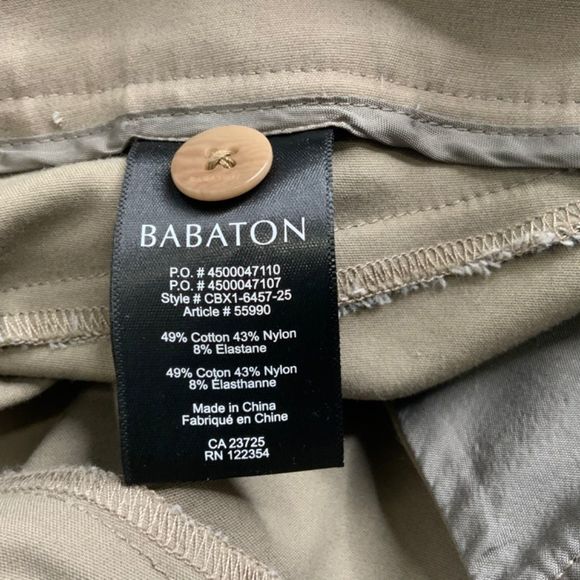 BABATON
P.O. # 4500047110
P.O. # 4500047107
Style # CBX1-6457-25
Article # 55990
49% Cotton 43% Nylon
8% Elastane
49% Coton 43% Nylon
8% Élasthanne
Made in China
Fabriqué en Chine
CA 23725
RN 122354